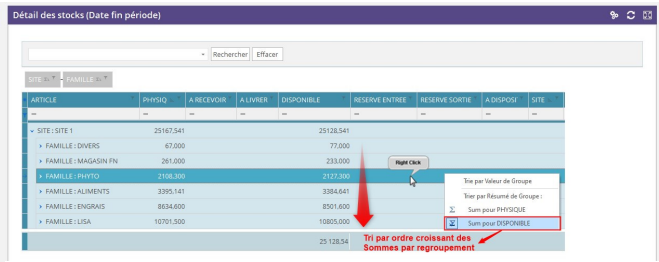 Détail des stocks (Date fin période)
Rechercher Effacer
SITE - FAMILLE
ARTICLE PHYSIQ A RECEVOIR A LIVRER DISPONIBLE RESERVE ENTREE RESERVE SORTIE A DISPOSI SITE
SITE : SITE 1 25167,541 25128,541
FAMILLE : DIVERS 67,000 77,000
FAMILLE : MAGASIN FN 261,000 233,000
FAMILLE : PHYTO 2108,300 2127,300
FAMILLE : ALIMENTS 3395,141 3384,641
FAMILLE : ENGRAIS 8634,600 8501,600
FAMILLE : LISA 10701,500 10805,000
25 128,54
Right Click
Trie par Valeur de Groupe
Trier par Résumé de Groupe :
Σ Sum pour PHYSIQUE
Σ Sum pour DISPONIBLE
Tri par ordre croissant des
Sommes par regroupement